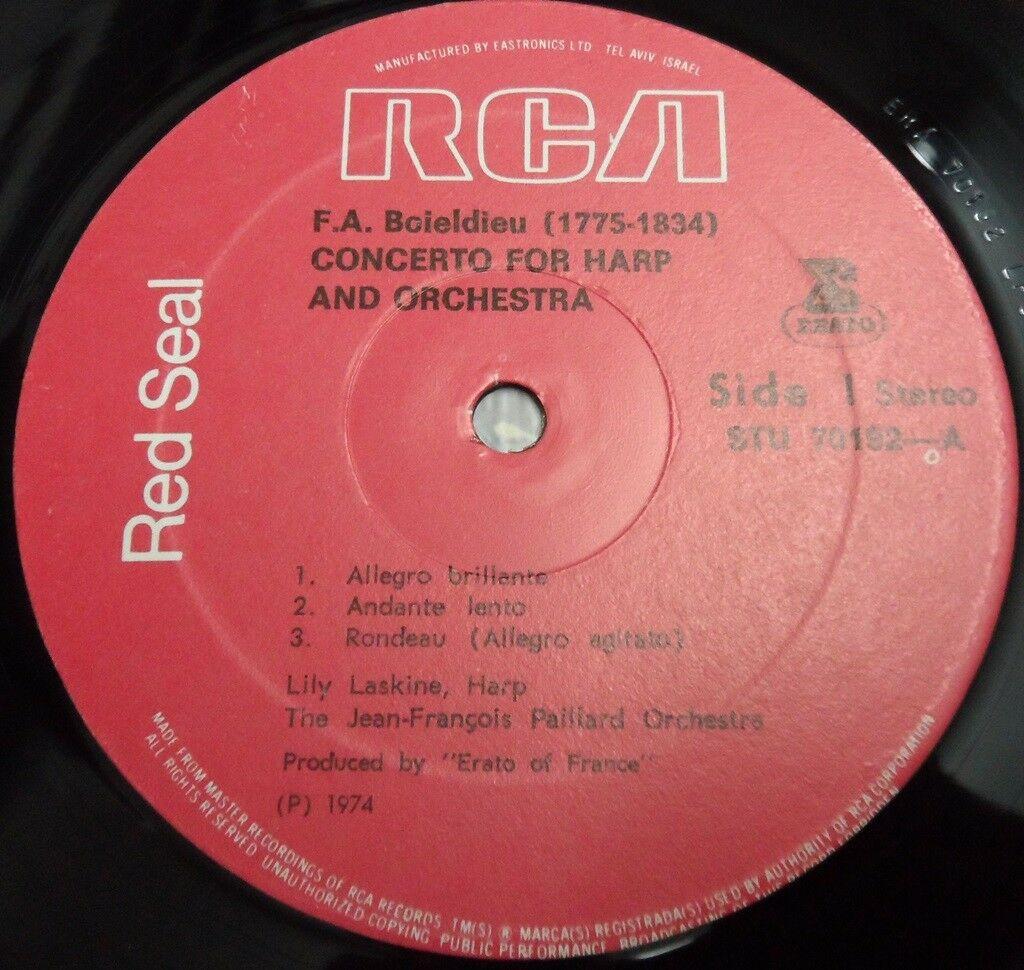 MANUFACTURED BY EASTRONICS LTD TEL AVIV ISRAEL
RCA
F.A. Boieldieu (1775-1834)
CONCERTO FOR HARP
AND ORCHESTRA
ERATO
Red Seal
Side 1 Stereo
STU 70192—A
1. Allegro brillante
2. Andante lento
3. Rondeau (Allegro agitato)
Lily Laskine, Harp
The Jean-François Paillard Orchestra
Produced by "Erato of France"
(P) 1974
MADE FROM MASTER RECORDINGS OF RCA RECORDS TM(S) ® MARCA(S) REGISTRADA(S) USED BY AUTHORITY OF RCA CORPORATION
ALL RIGHTS RESERVED UNAUTHORIZED COPYING PUBLIC PERFORMANCE BROADCASTING